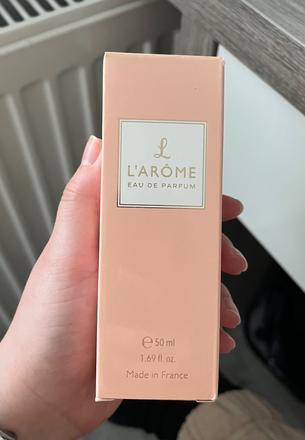 L
L'ARÔME
EAU DE PARFUM
℮ 50 ml
1.69 fl. oz.
Made in France